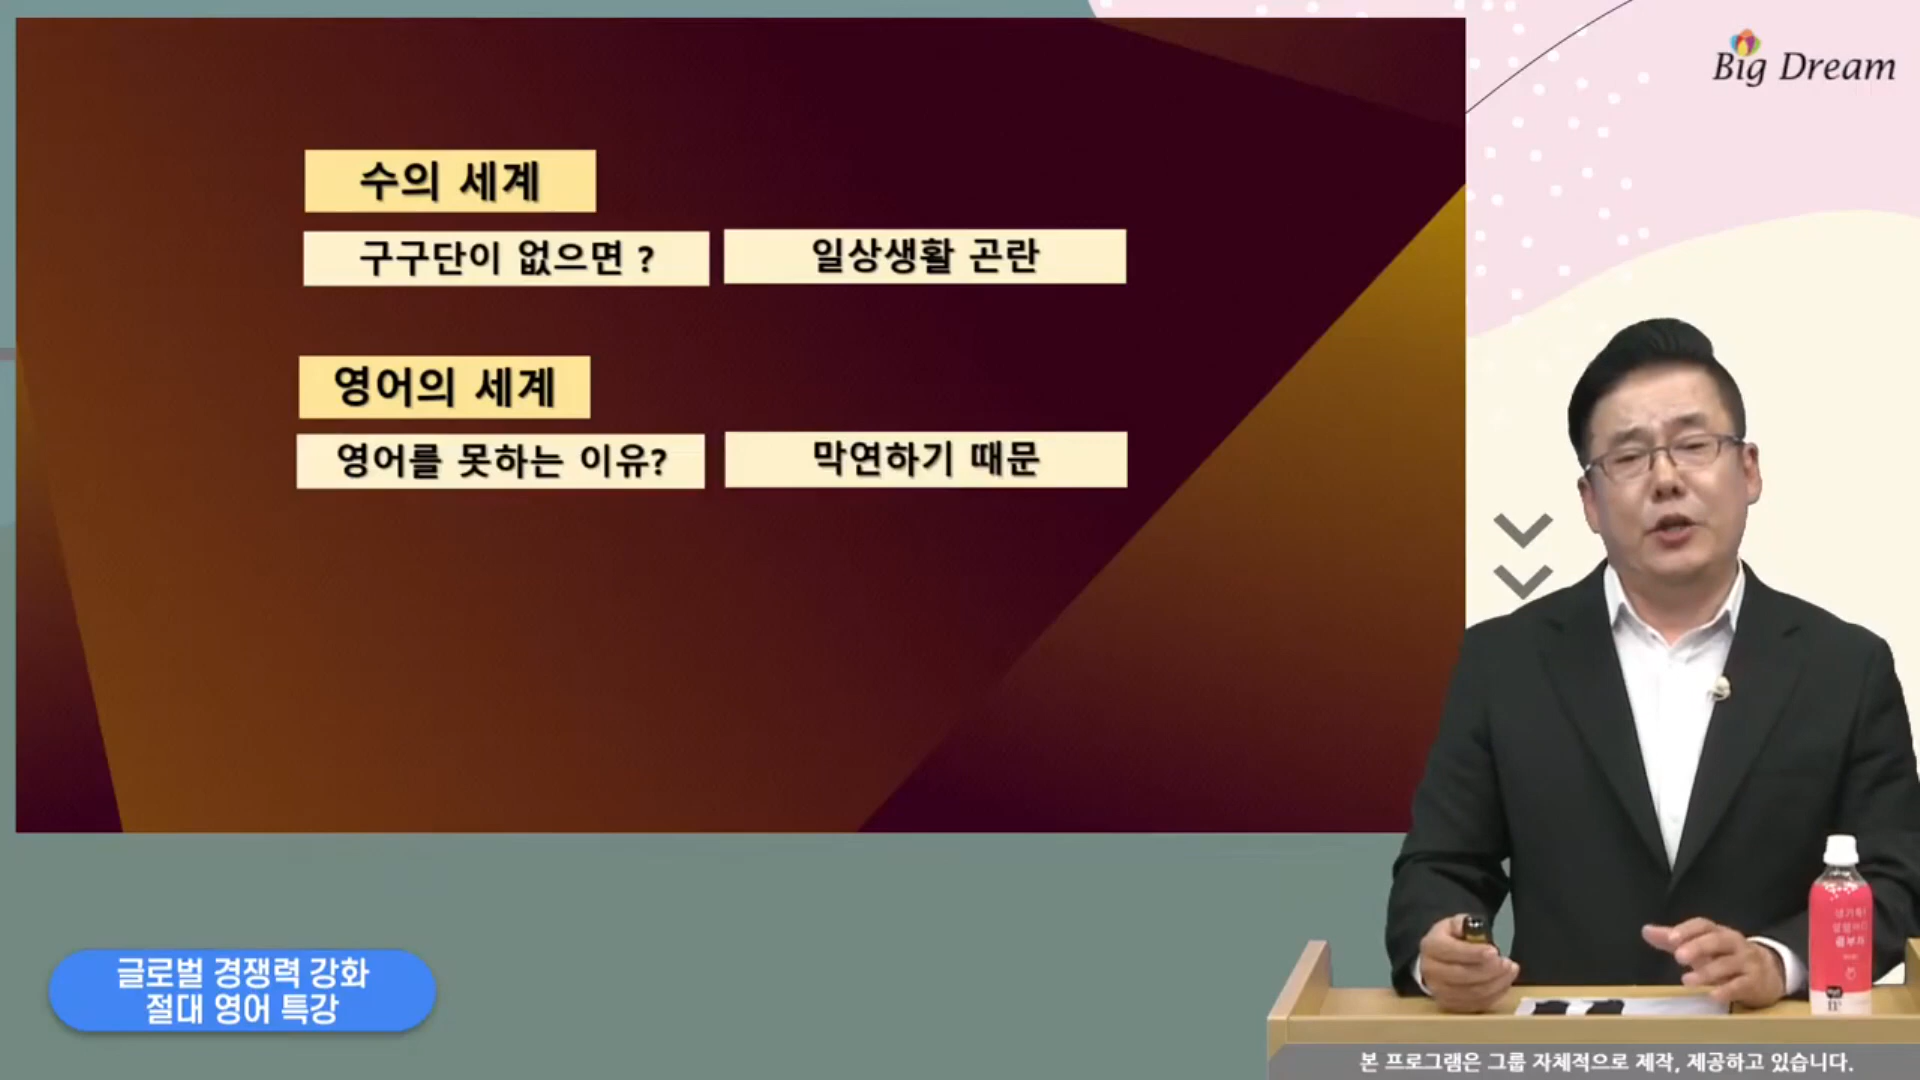 Big Dream
수의 세계
구구단이 없으면 ?
일상생활 곤란
영어의 세계
영어를 못하는 이유?
막연하기 때문
글로벌 경쟁력 강화
절대 영어 특강
본 프로그램은 그룹 자체적으로 제작, 제공하고 있습니다.